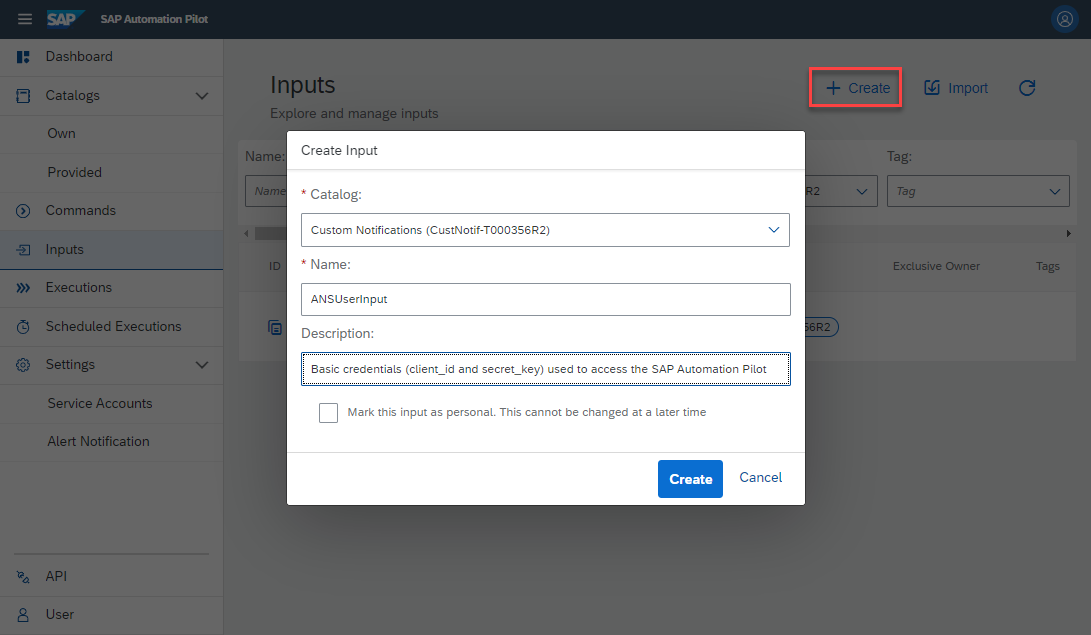 SAP SAP Automation Pilot
Dashboard
Catalogs
Own
Provided
Commands
Inputs
Executions
Scheduled Executions
Settings
Service Accounts
Alert Notification
API
User
Inputs
Explore and manage inputs
+ Create
Import
Name:
Name
R2
Tag:
Tag
ID
Exclusive Owner
Tags
56R2
Create Input
* Catalog:
Custom Notifications (CustNotif-T000356R2)
* Name:
ANSUserInput
Description:
Basic credentials (client_id and secret_key) used to access the SAP Automation Pilot
Mark this input as personal. This cannot be changed at a later time
Create
Cancel